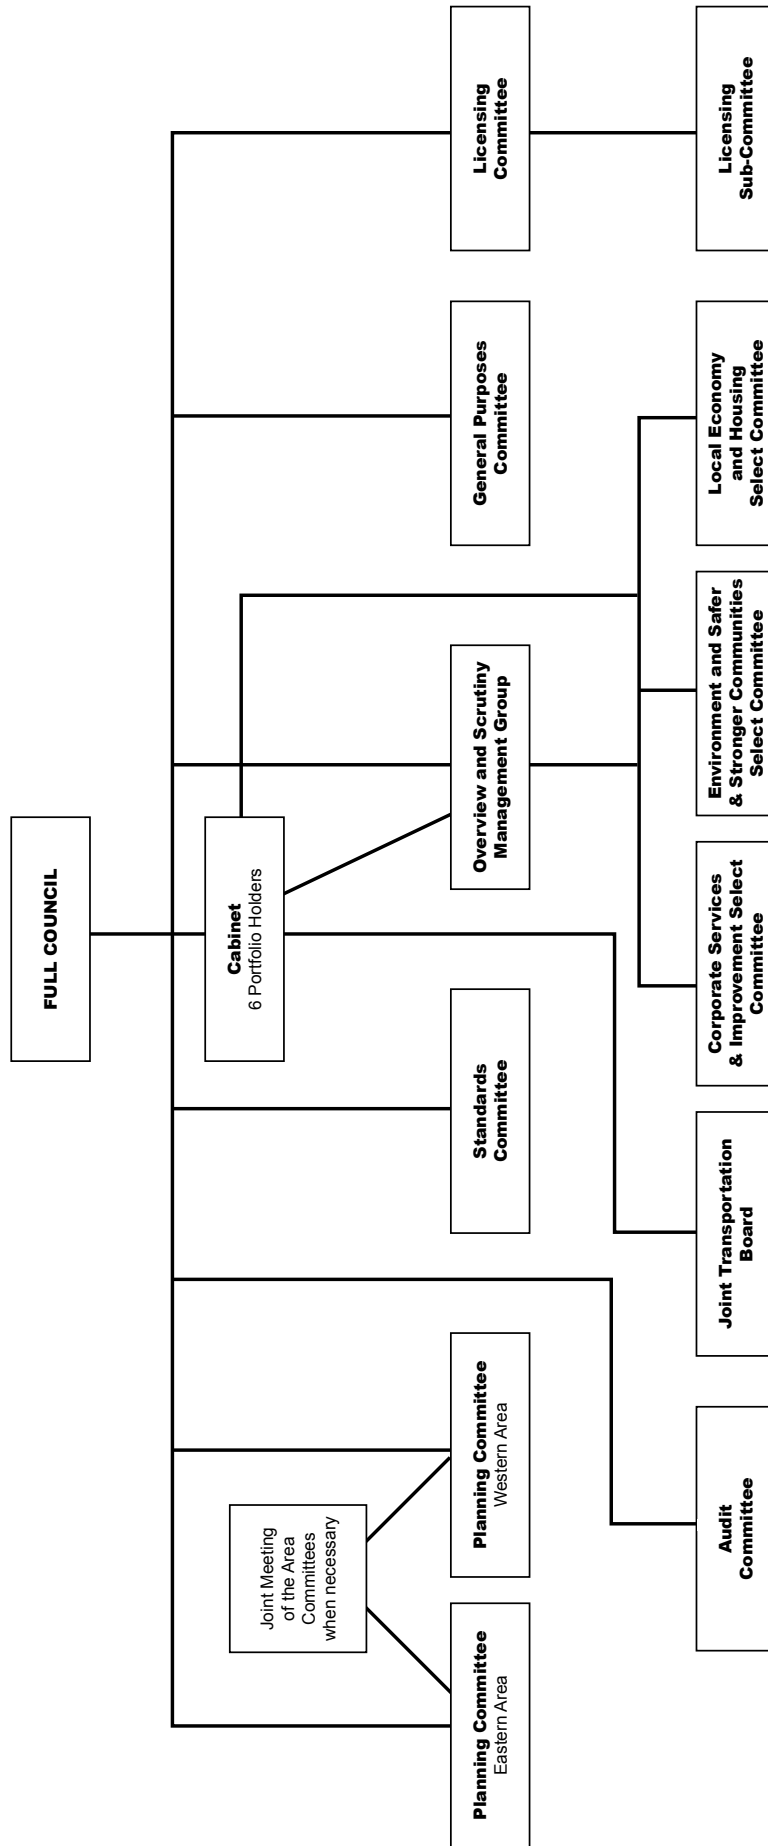 FULL COUNCIL
Cabinet
6 Portfolio Holders
Joint Meeting
of the Area
Committees
when necessary
Planning Committee
Eastern Area
Planning Committee
Western Area
Standards
Committee
Overview and Scrutiny
Management Group
General Purposes
Committee
Licensing
Committee
Audit
Committee
Joint Transportation
Board
Corporate Services
& Improvement Select
Committee
Environment and Safer
& Stronger Communities
Select Committee
Local Economy
and Housing
Select Committee
Licensing
Sub-Committee